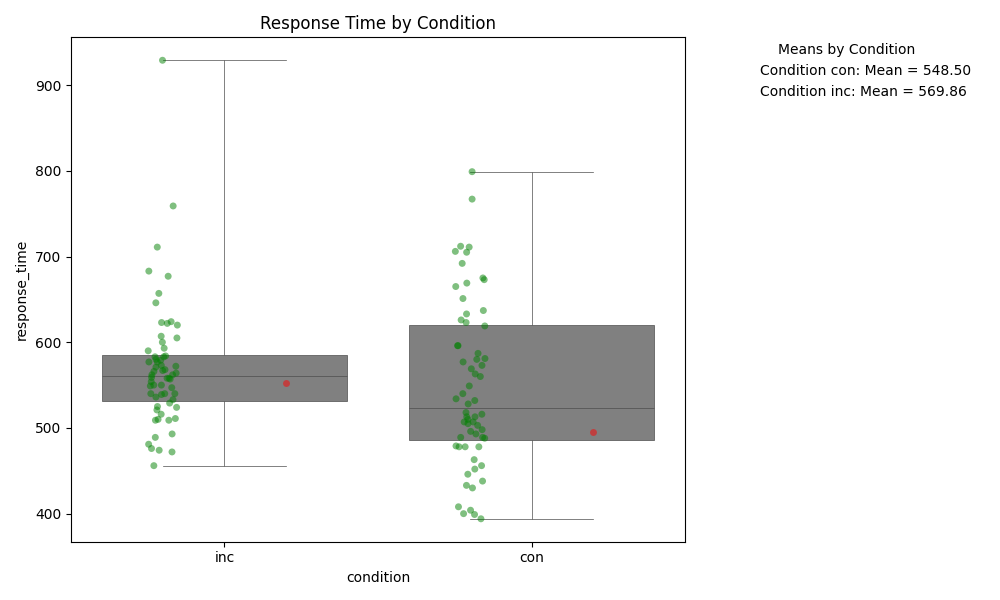 Response Time by Condition
Means by Condition
Condition con: Mean = 548.50
Condition inc: Mean = 569.86
response_time
900
800
700
600
500
400
inc
con
condition